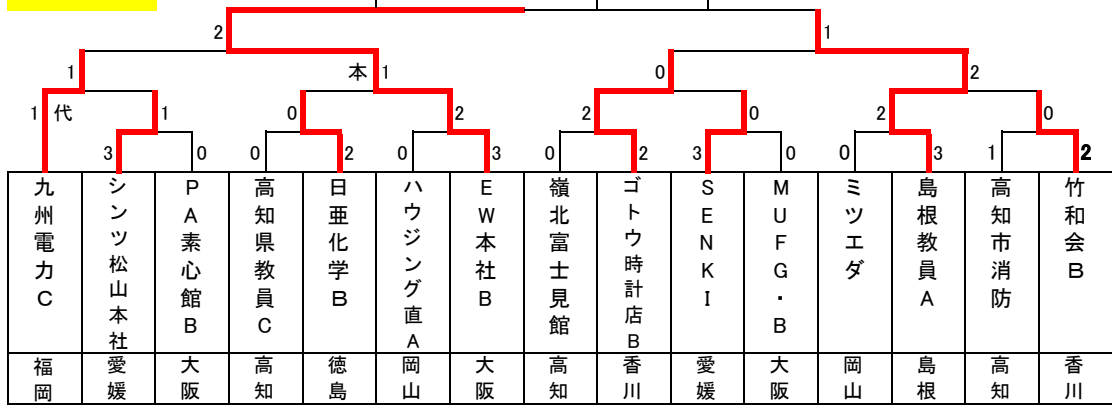 2 1
1 本 1 0 2
1 代 1 0 2 2 0 2 0
3 0 0 2 0 3 0 2 3 0 0 3 1 2
九州電力C
シンツ松山本社
PA素心館B
高知県教員C
日亜化学B
ハウジング直A
EW本社B
嶺北富士見館
ゴトウ時計店B
SENKI
MUFG・B
ミツエダ
島根教員A
高知市消防
竹和会B
福岡
愛媛
大阪
高知
徳島
岡山
大阪
高知
香川
愛媛
大阪
岡山
島根
高知
香川